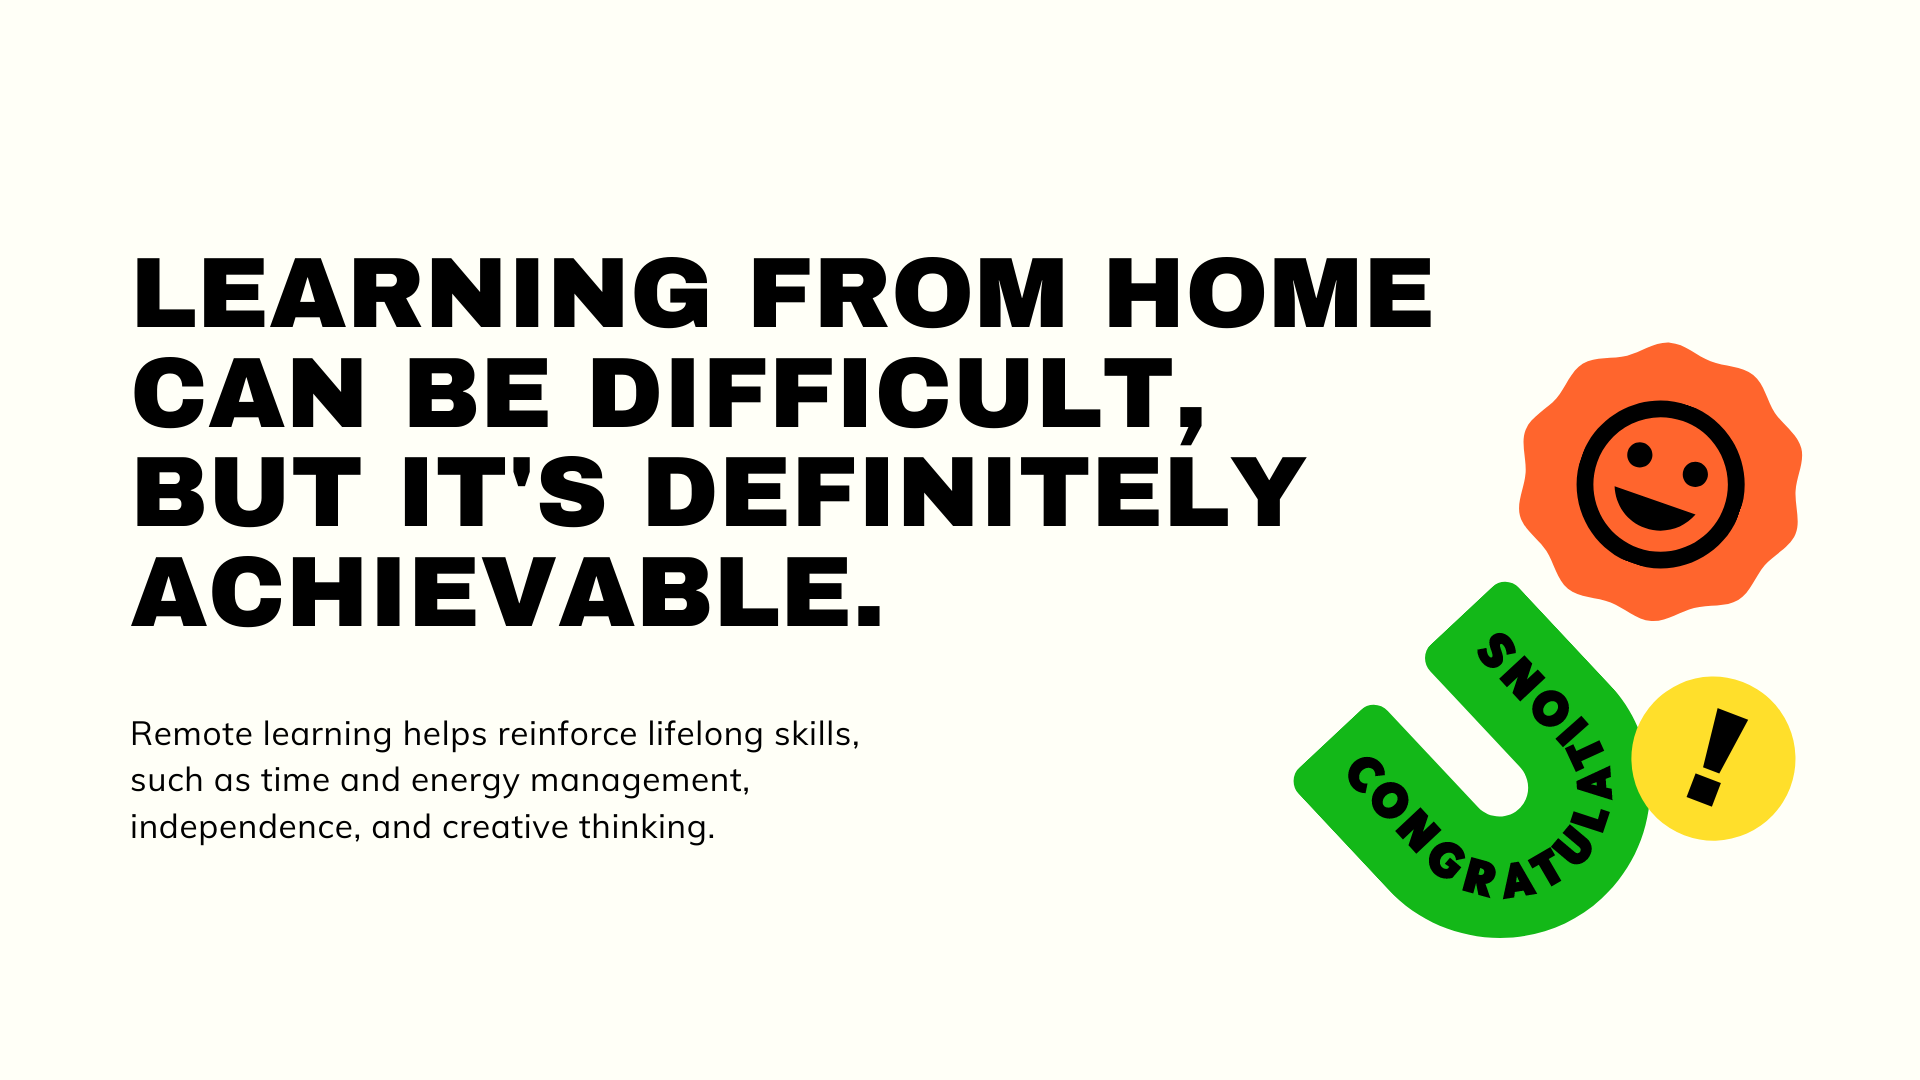 LEARNING FROM HOME
CAN BE DIFFICULT,
BUT IT'S DEFINITELY
ACHIEVABLE.
Remote learning helps reinforce lifelong skills,
such as time and energy management,
independence, and creative thinking.
CONGRATULATIONS
!